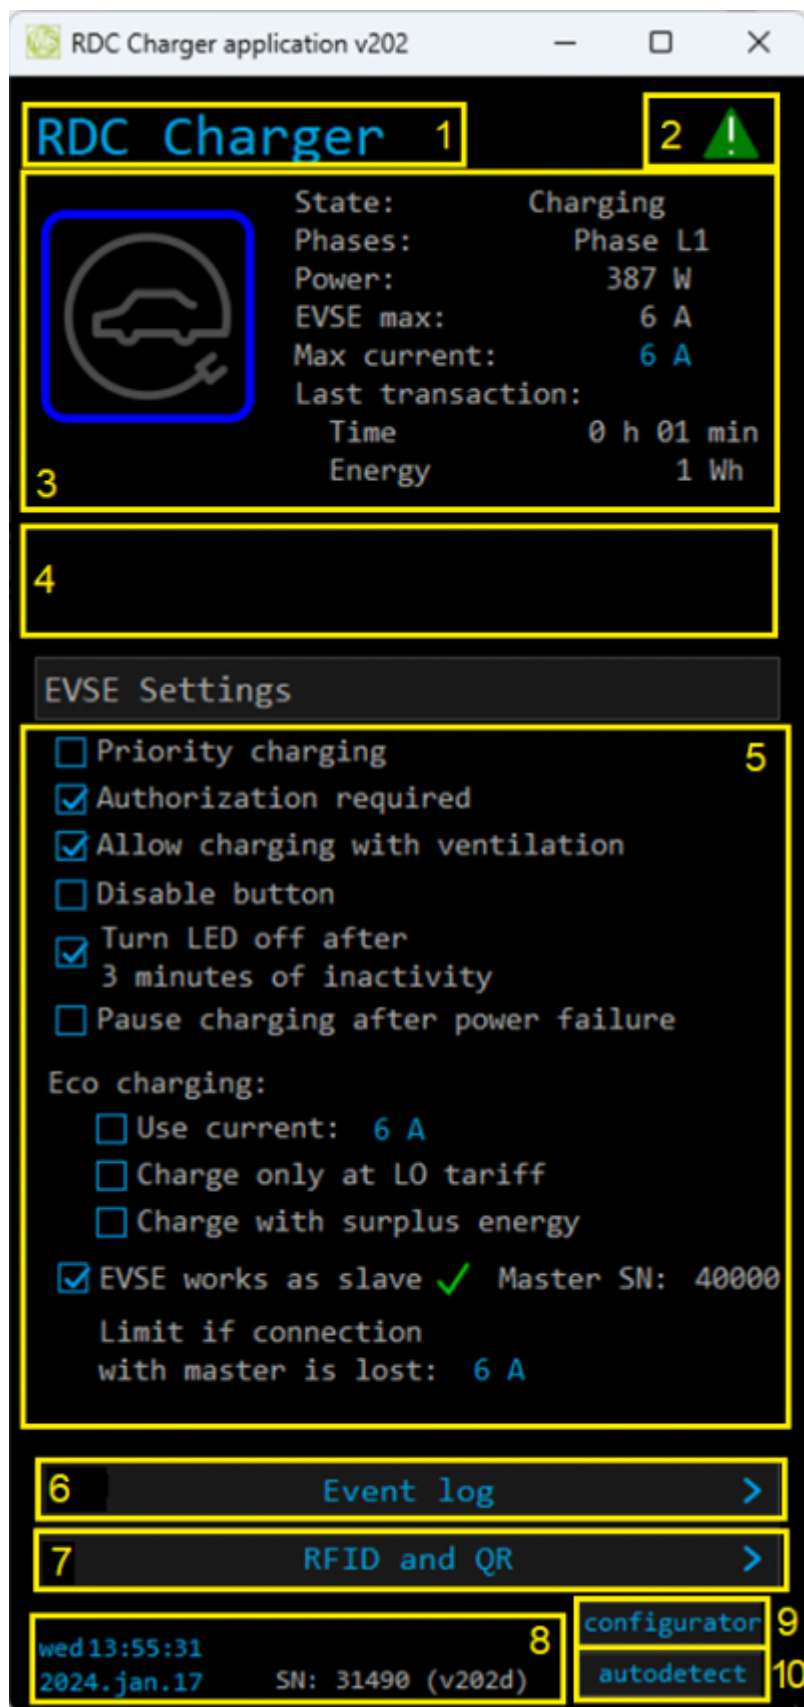 RDC Charger application v202
RDC Charger 1
2
State: Charging
Phases: Phase L1
Power: 387 W
EVSE max: 6 A
Max current: 6 A
Last transaction:
Time 0 h 01 min
Energy 1 Wh
3
4
EVSE Settings
Priority charging 5
Authorization required
Allow charging with ventilation
Disable button
Turn LED off after
3 minutes of inactivity
Pause charging after power failure
Eco charging:
Use current: 6 A
Charge only at LO tariff
Charge with surplus energy
EVSE works as slave Master SN: 40000
Limit if connection
with master is lost: 6 A
6 Event log >
7 RFID and QR >
wed 13:55:31 8
2024.jan.17 SN: 31490 (v202d)
configurator 9
autodetect 10